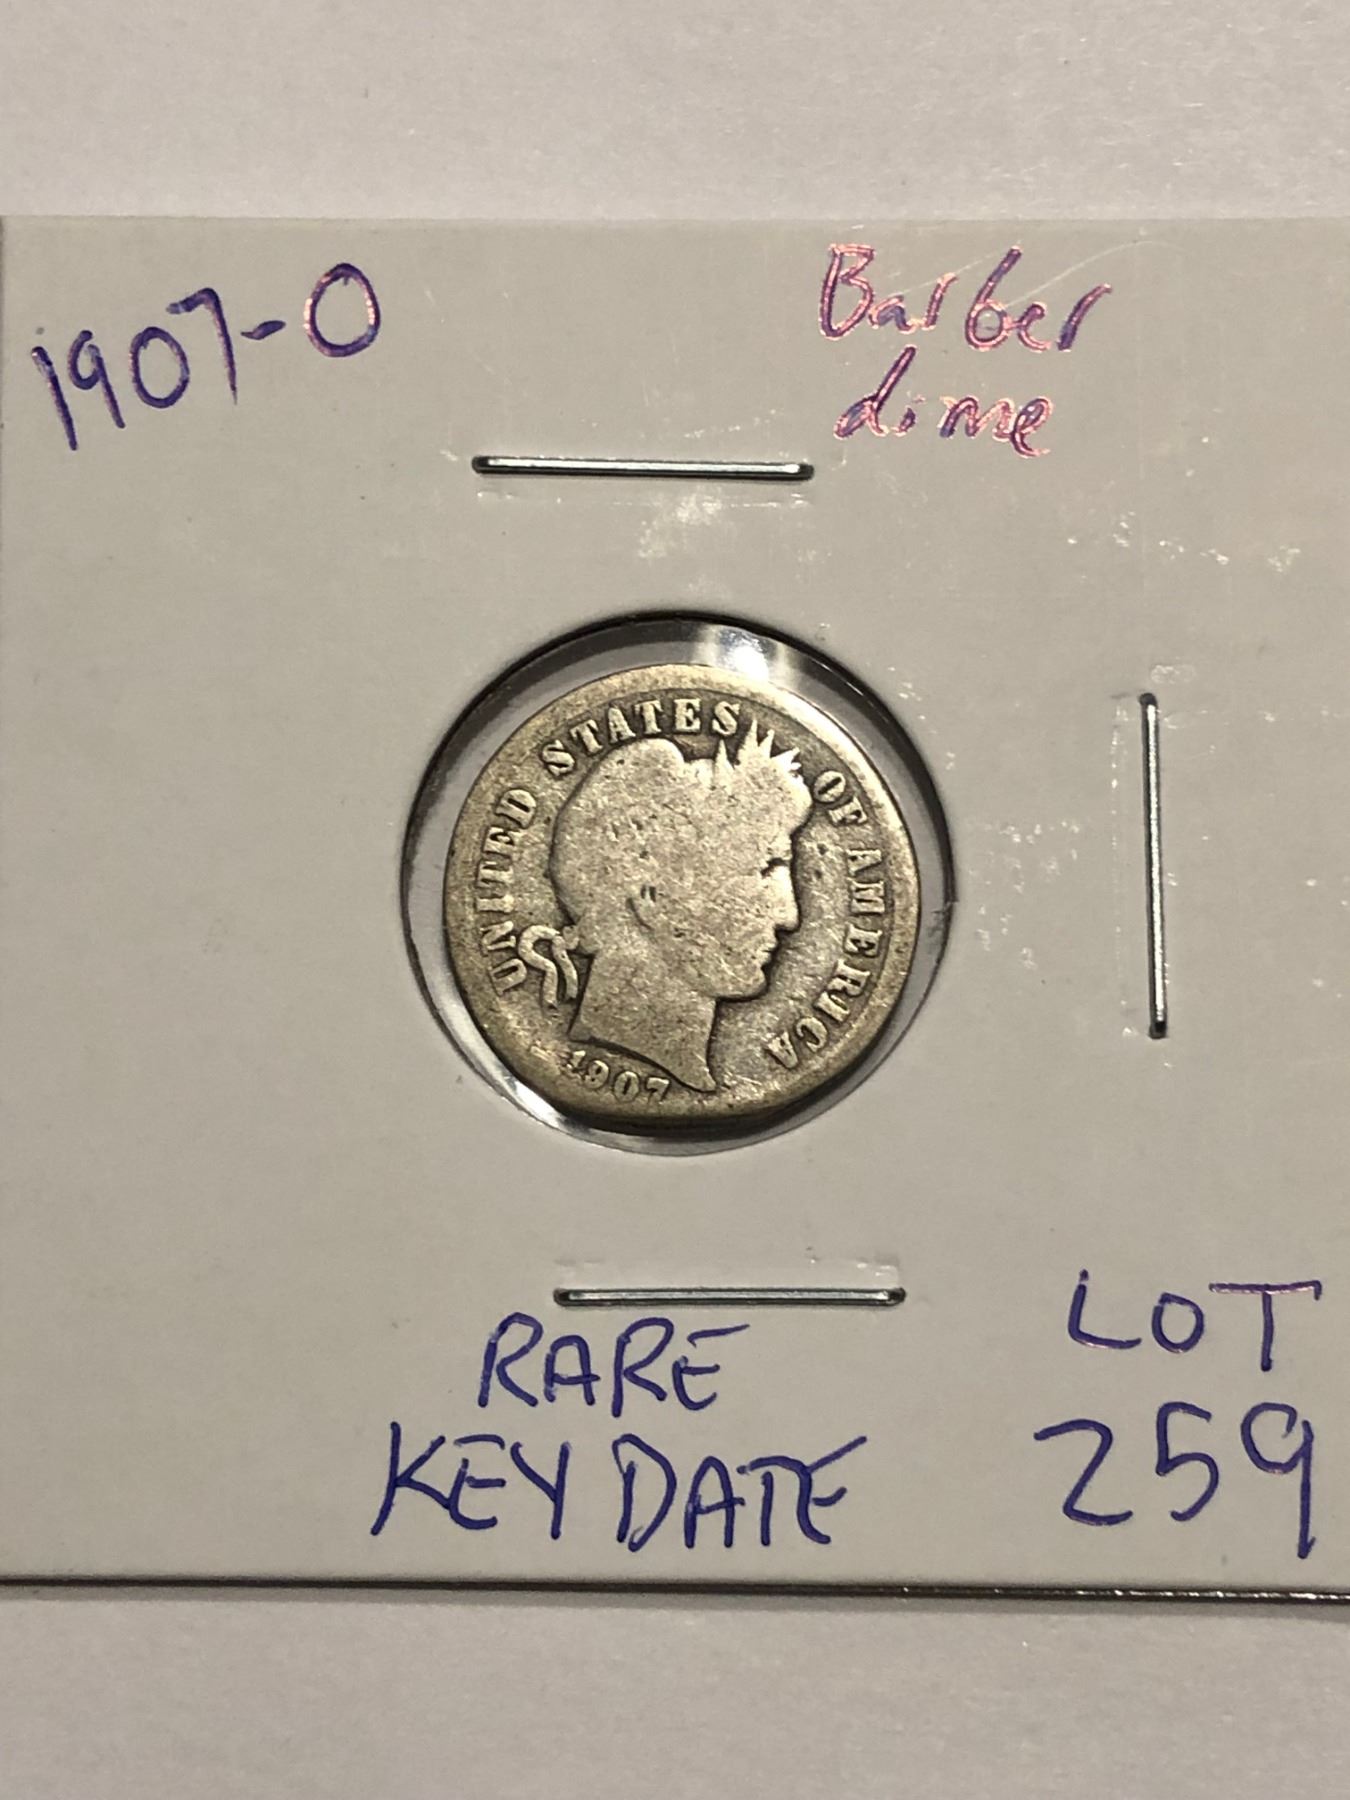 1907-O
Barber
dime
UNITED STATES OF AMERICA
1907
RARE
KEY DATE
LOT
259